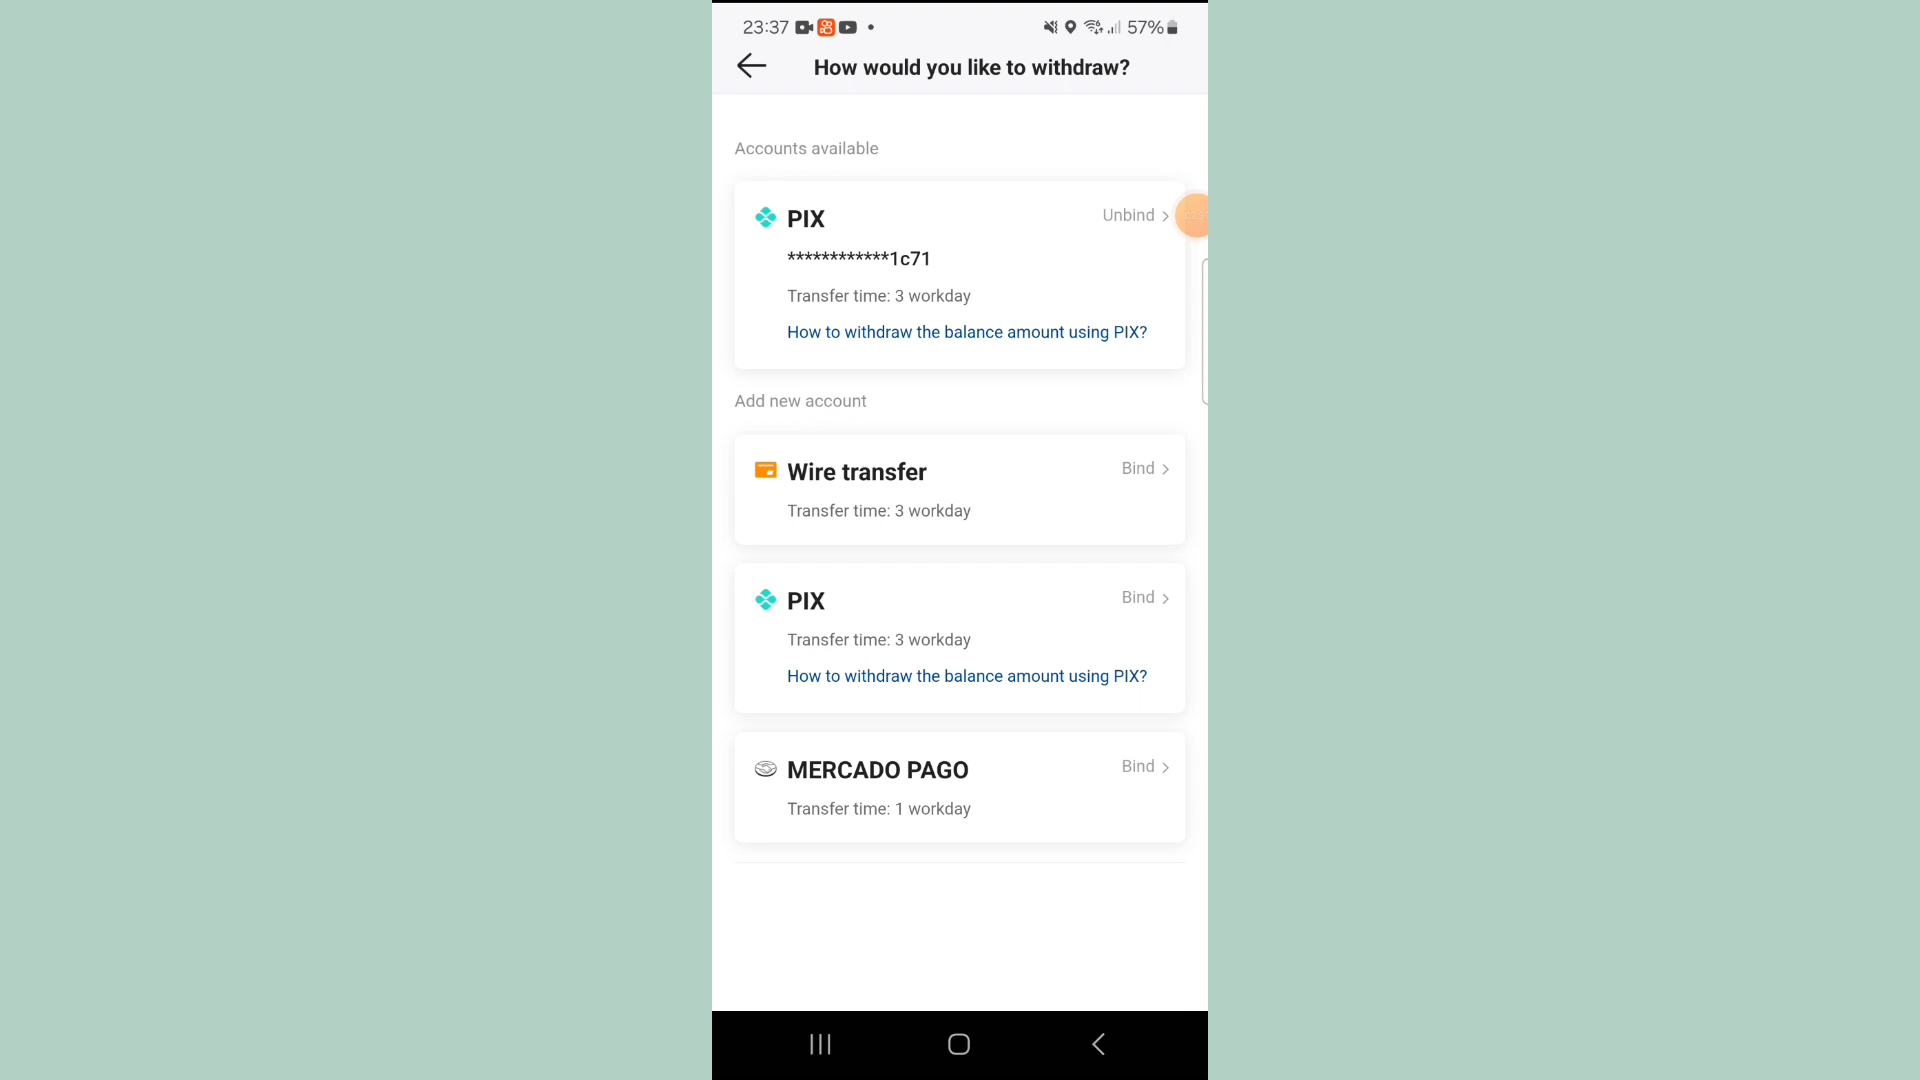 23:37
57%
How would you like to withdraw?
Accounts available
PIX
Unbind
************1c71
Transfer time: 3 workday
How to withdraw the balance amount using PIX?
Add new account
Wire transfer
Bind
Transfer time: 3 workday
PIX
Bind
Transfer time: 3 workday
How to withdraw the balance amount using PIX?
MERCADO PAGO
Bind
Transfer time: 1 workday